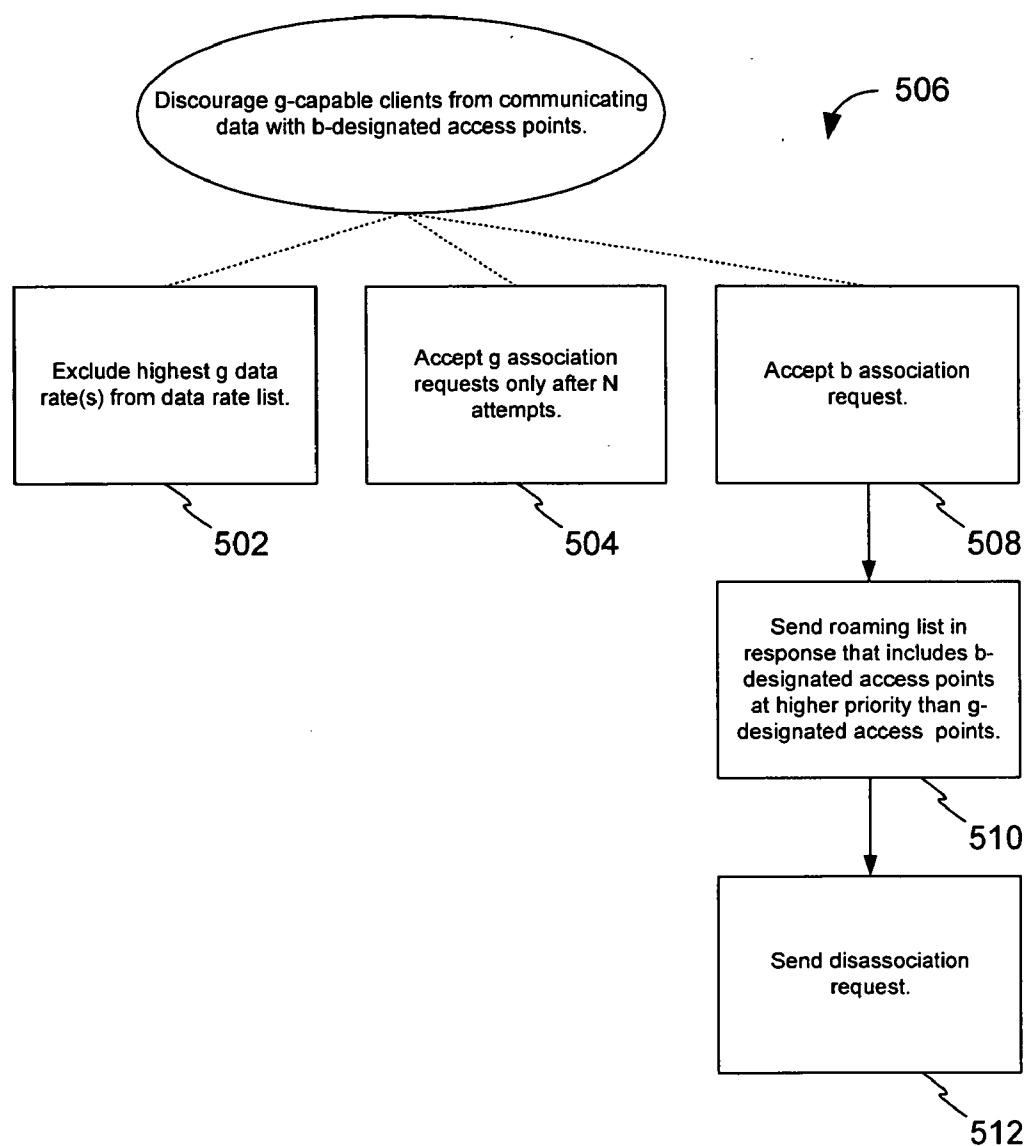 Discourage g-capable clients from communicating
data with b-designated access points.
506
Exclude highest g data
rate(s) from data rate list.
502
Accept g association
requests only after N
attempts.
504
Accept b association
request.
508
Send roaming list in
response that includes b-
designated access points
at higher priority than g-
designated access points.
510
Send disassociation
request.
512